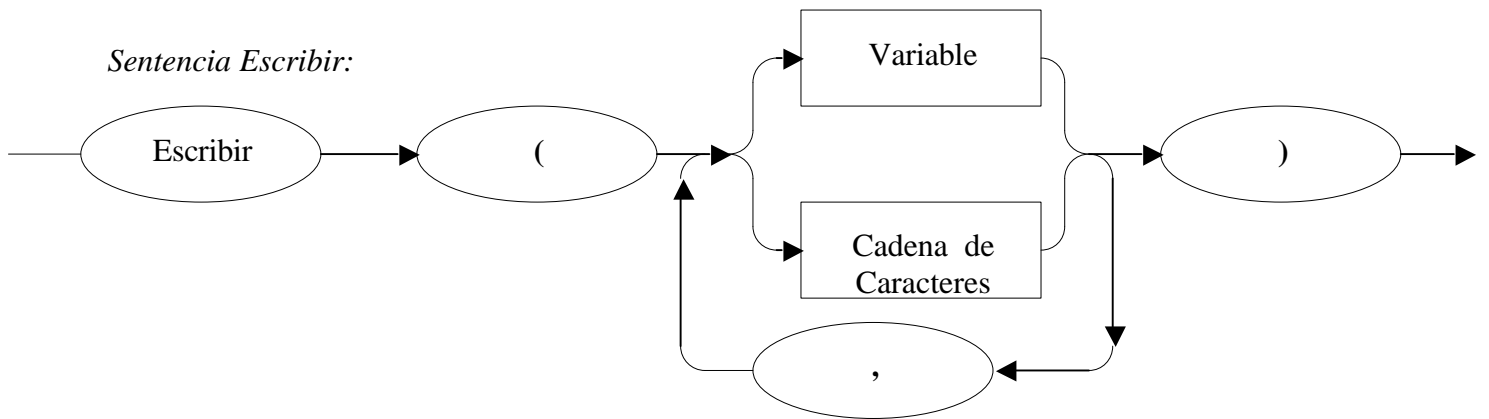 Sentencia Escribir:
Escribir
(
Variable
Cadena de
Caracteres
,
)